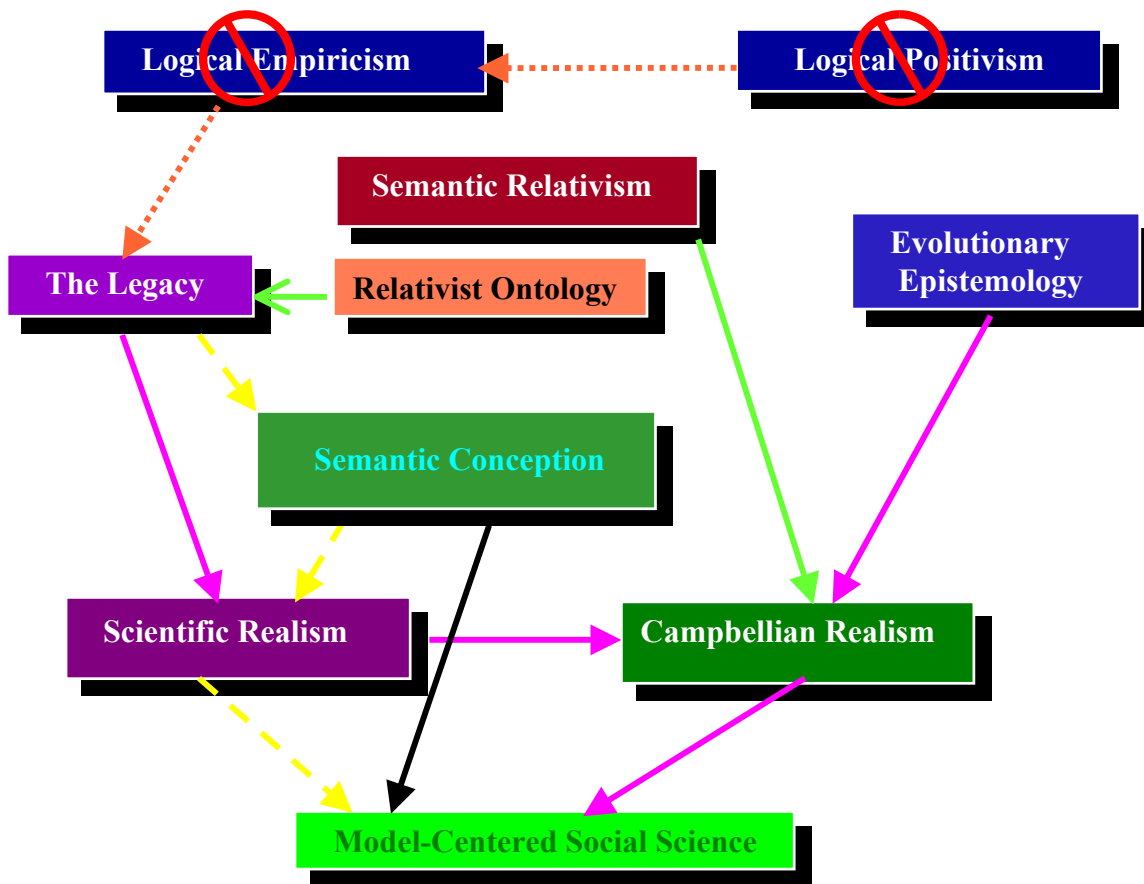 Logical Empiricism
Logical Positivism
Semantic Relativism
Evolutionary
Epistemology
The Legacy
Relativist Ontology
Semantic Conception
Scientific Realism
Campbellian Realism
Model-Centered Social Science